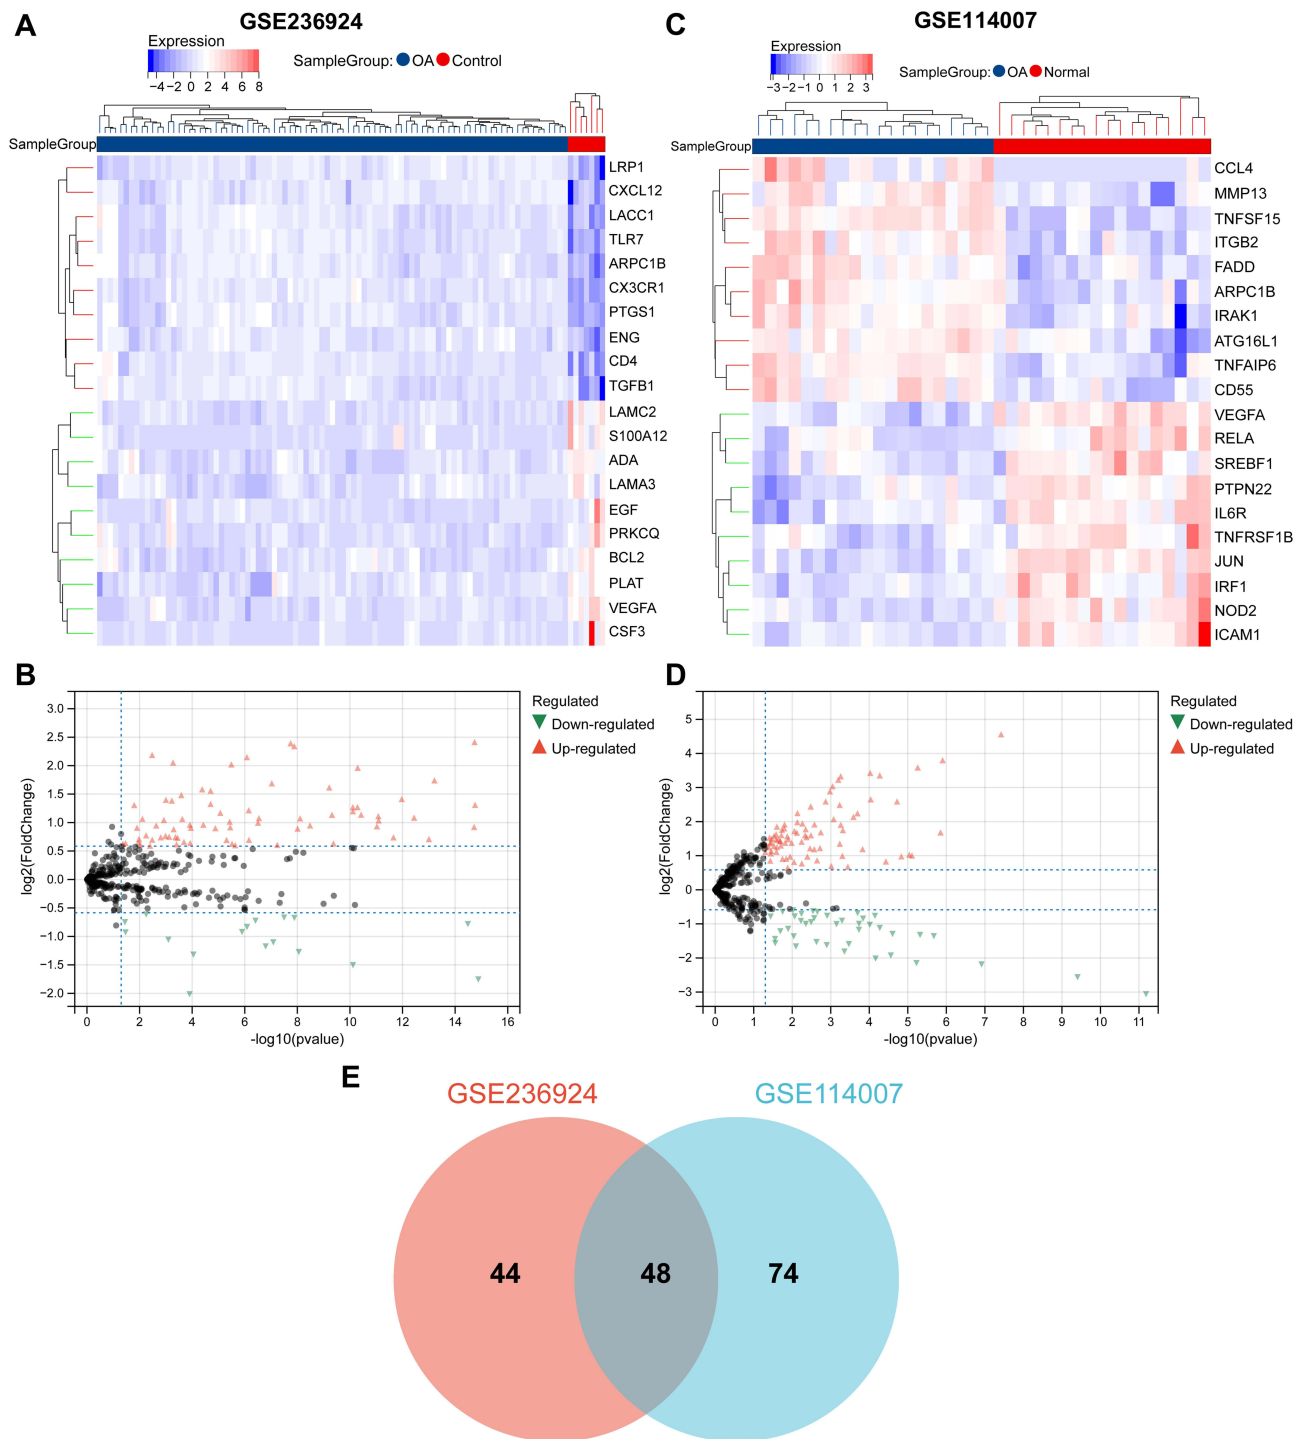 A
GSE236924
Expression
−4 −2 0 2 4 6 8
SampleGroup: OA Control
SampleGroup
LRP1
CXCL12
LACC1
TLR7
ARPC1B
CX3CR1
PTGS1
ENG
CD4
TGFB1
LAMC2
S100A12
ADA
LAMA3
EGF
PRKCQ
BCL2
PLAT
VEGFA
CSF3
C
GSE114007
Expression
−3 −2 −1 0 1 2 3
SampleGroup: OA Normal
SampleGroup
CCL4
MMP13
TNFSF15
ITGB2
FADD
ARPC1B
IRAK1
ATG16L1
TNFAIP6
CD55
VEGFA
RELA
SREBF1
PTPN22
IL6R
TNFRSF1B
JUN
IRF1
NOD2
ICAM1
B
log2(FoldChange)
3.0
2.5
2.0
1.5
1.0
0.5
0.0
−0.5
−1.0
−1.5
−2.0
0 2 4 6 8 10 12 14 16
-log10(pvalue)
Regulated
Down-regulated
Up-regulated
D
log2(FoldChange)
5
4
3
2
1
0
−1
−2
−3
0 1 2 3 4 5 6 7 8 9 10 11
-log10(pvalue)
Regulated
Down-regulated
Up-regulated
E
GSE236924
GSE114007
44
48
74